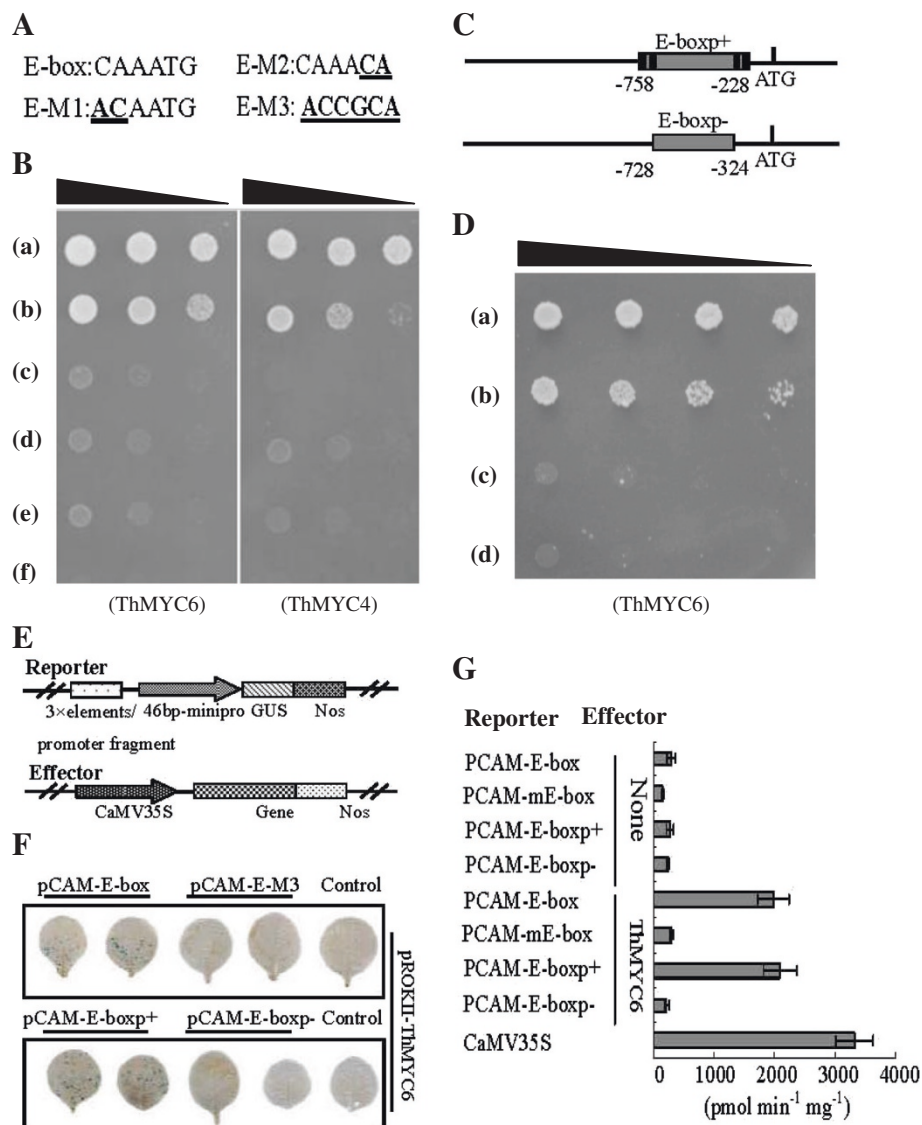 A
E-box:CAAATG
E-M2:CAAACA
E-M1:ACAATG
E-M3:ACCGCA
B
(a)
(b)
(c)
(d)
(e)
(f)
(ThMYC6)
(ThMYC4)
C
E-boxp+
-758
-228
ATG
E-boxp-
-728
-324
ATG
D
(a)
(b)
(c)
(d)
(ThMYC6)
E
Reporter
3×elements/ 46bp-minipro GUS Nos
promoter fragment
Effector
CaMV35S Gene Nos
F
pCAM-E-box pCAM-E-M3 Control
pCAM-E-boxp+ pCAM-E-boxp- Control
pROKII-ThMYC6
G
Reporter Effector
PCAM-E-box
PCAM-mE-box
PCAM-E-boxp+
PCAM-E-boxp-
None
PCAM-E-box
PCAM-mE-box
PCAM-E-boxp+
PCAM-E-boxp-
ThMYC6
CaMV35S
0 1000 2000 3000 4000
(pmol min-1 mg-1)